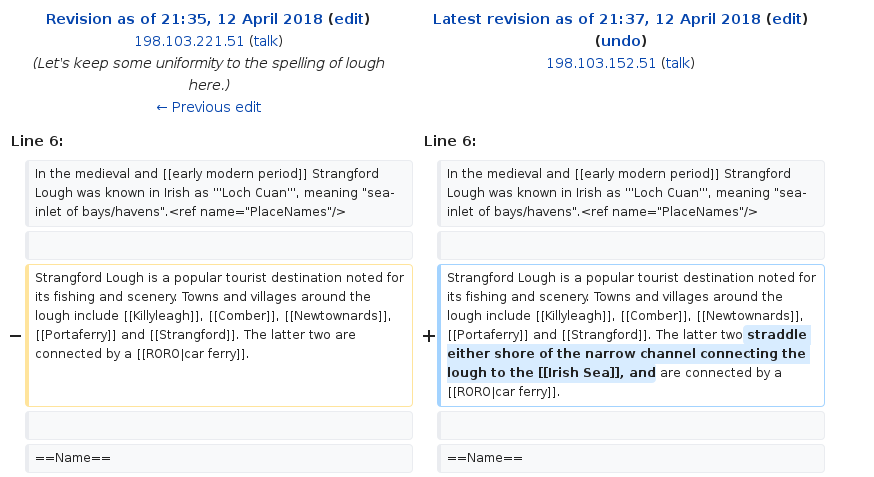 Revision as of 21:35, 12 April 2018 (edit)
198.103.221.51 (talk)
(Let's keep some uniformity to the spelling of lough
here.)
← Previous edit
Latest revision as of 21:37, 12 April 2018 (edit)
(undo)
198.103.152.51 (talk)
Line 6:
Line 6:
In the medieval and [[early modern period]] Strangford
Lough was known in Irish as '''Loch Cuan''', meaning "sea-
inlet of bays/havens".<ref name="PlaceNames"/>
In the medieval and [[early modern period]] Strangford
Lough was known in Irish as '''Loch Cuan''', meaning "sea-
inlet of bays/havens".<ref name="PlaceNames"/>
−
Strangford Lough is a popular tourist destination noted for
its fishing and scenery. Towns and villages around the
lough include [[Killyleagh]], [[Comber]], [[Newtownards]],
[[Portaferry]] and [[Strangford]]. The latter two are
connected by a [[RORO|car ferry]].
+
Strangford Lough is a popular tourist destination noted for
its fishing and scenery. Towns and villages around the
lough include [[Killyleagh]], [[Comber]], [[Newtownards]],
[[Portaferry]] and [[Strangford]]. The latter two straddle
either shore of the narrow channel connecting the
lough to the [[Irish Sea]], and are connected by a
[[RORO|car ferry]].
==Name==
==Name==